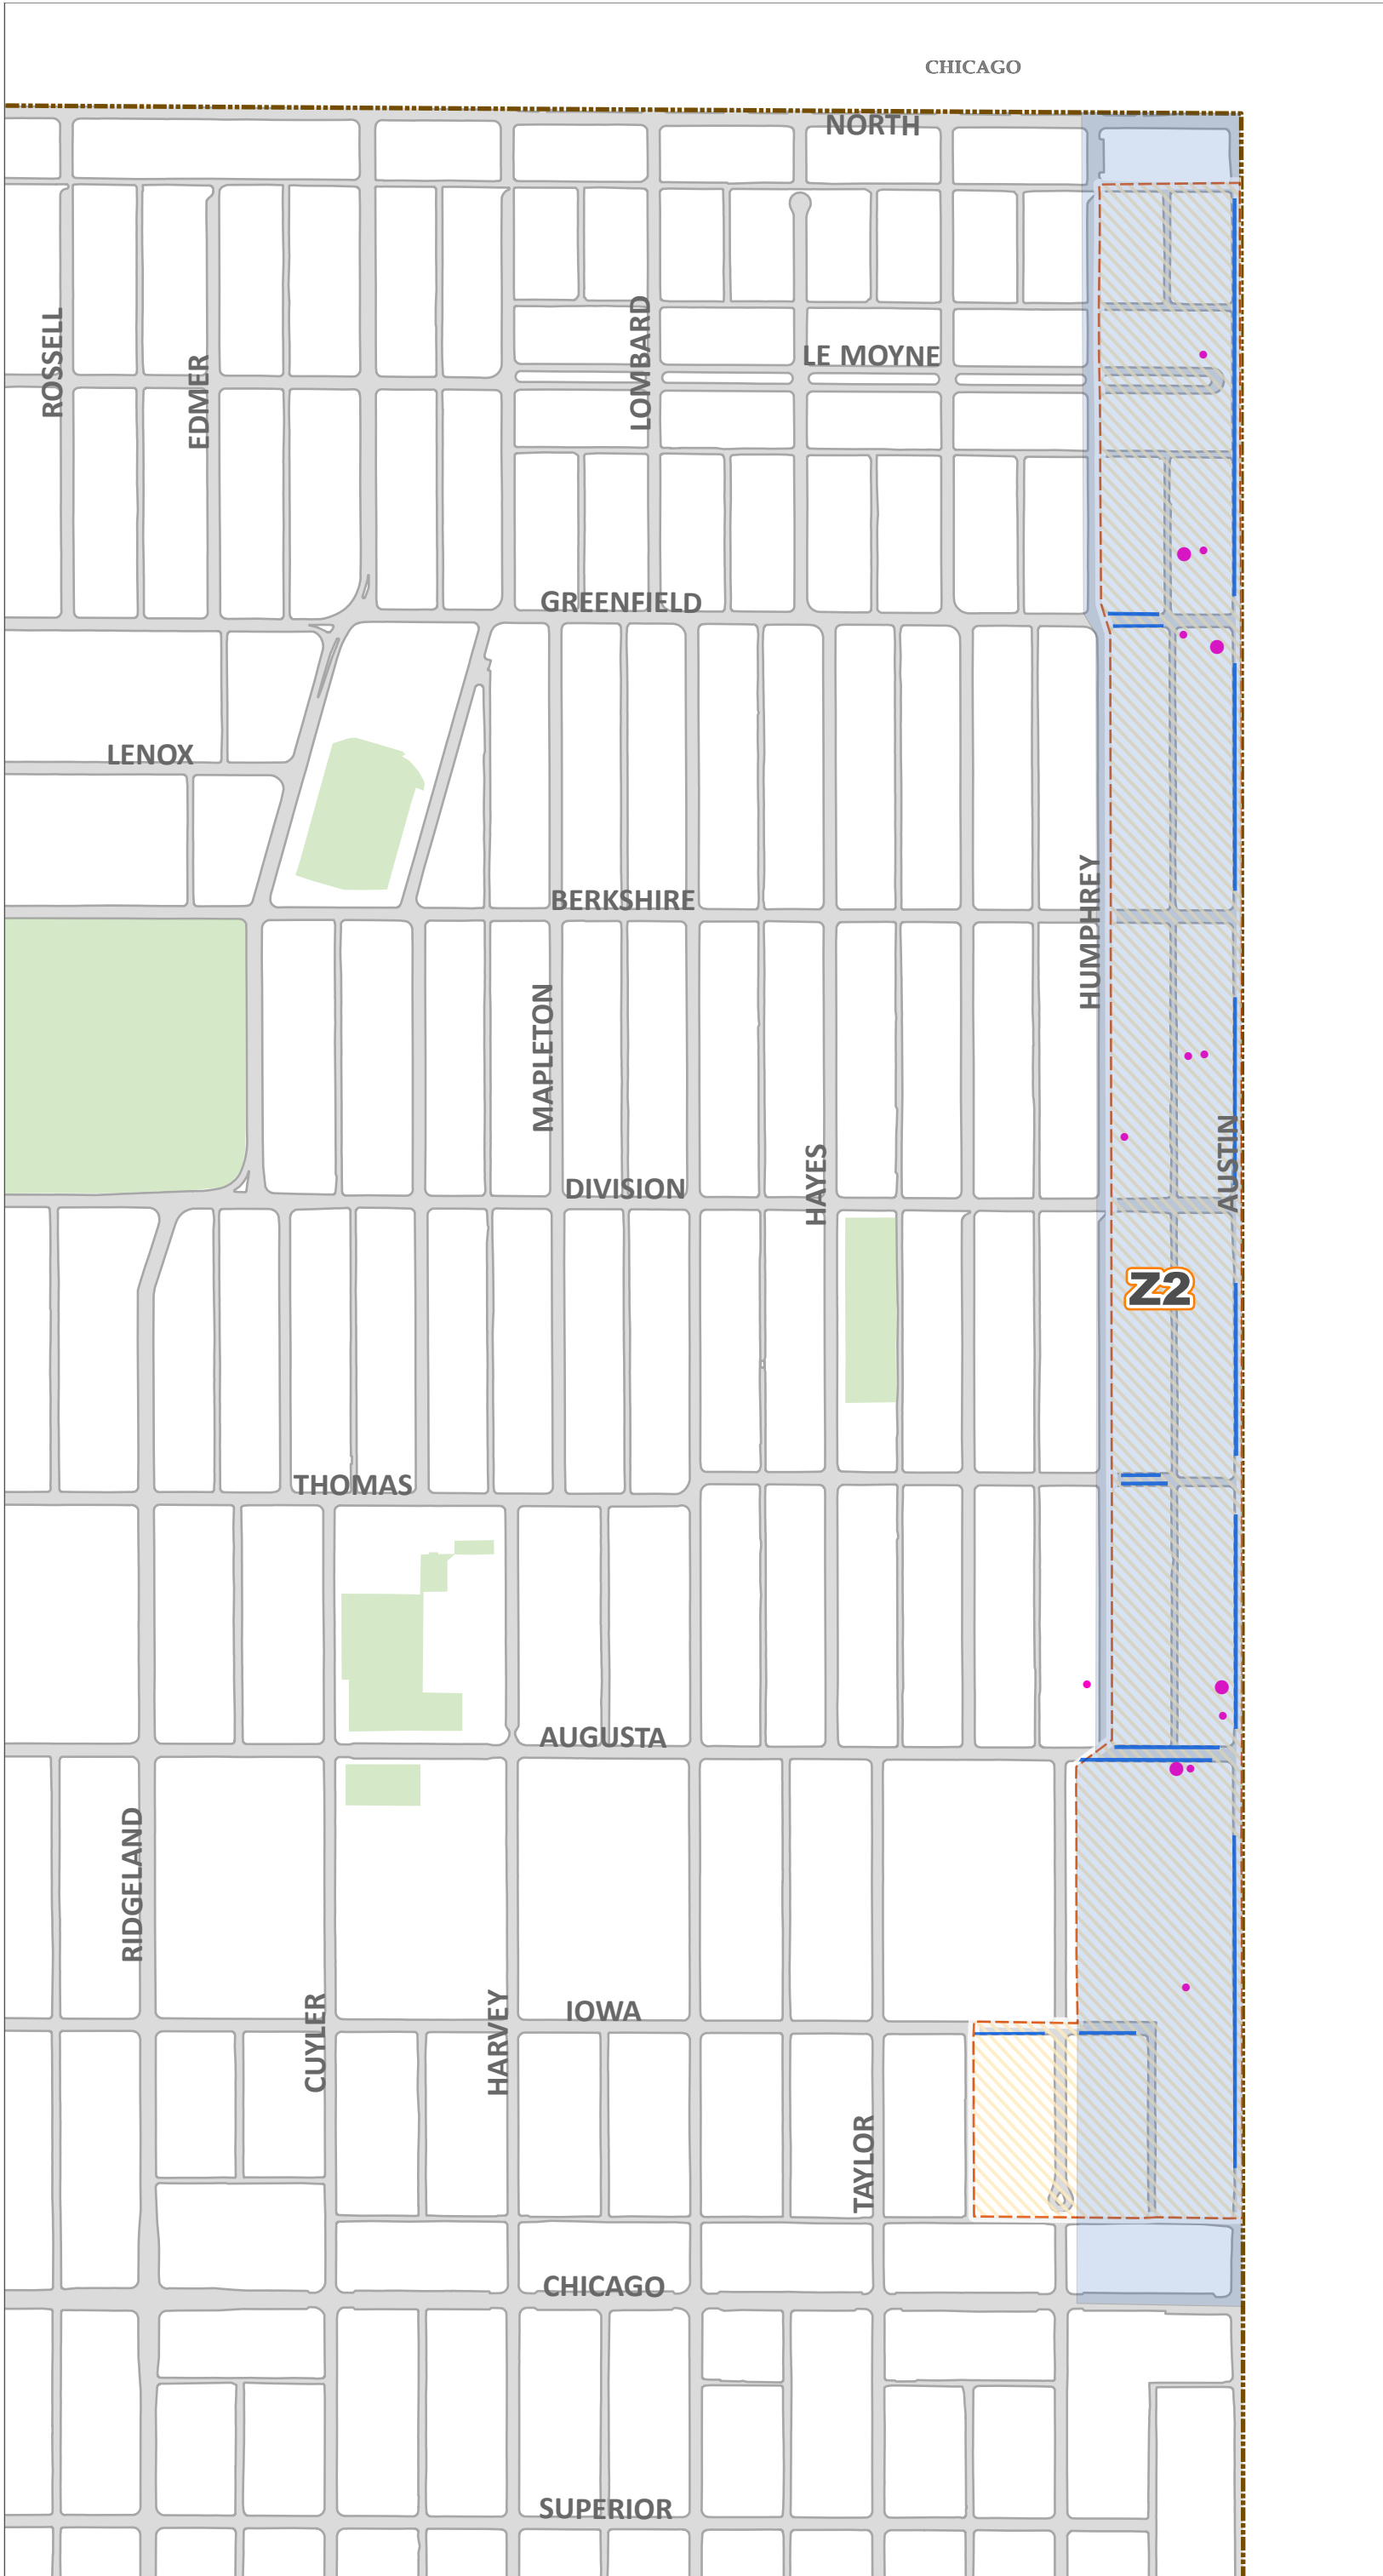 CHICAGO
NORTH
ROSSELL
EDMER
LOMBARD
LE MOYNE
GREENFIELD
LENOX
BERKSHIRE
HUMPHREY
MAPLETON
AUSTIN
HAYES
DIVISION
Z2
THOMAS
AUGUSTA
RIDGELAND
CUYLER
HARVEY
IOWA
TAYLOR
CHICAGO
SUPERIOR